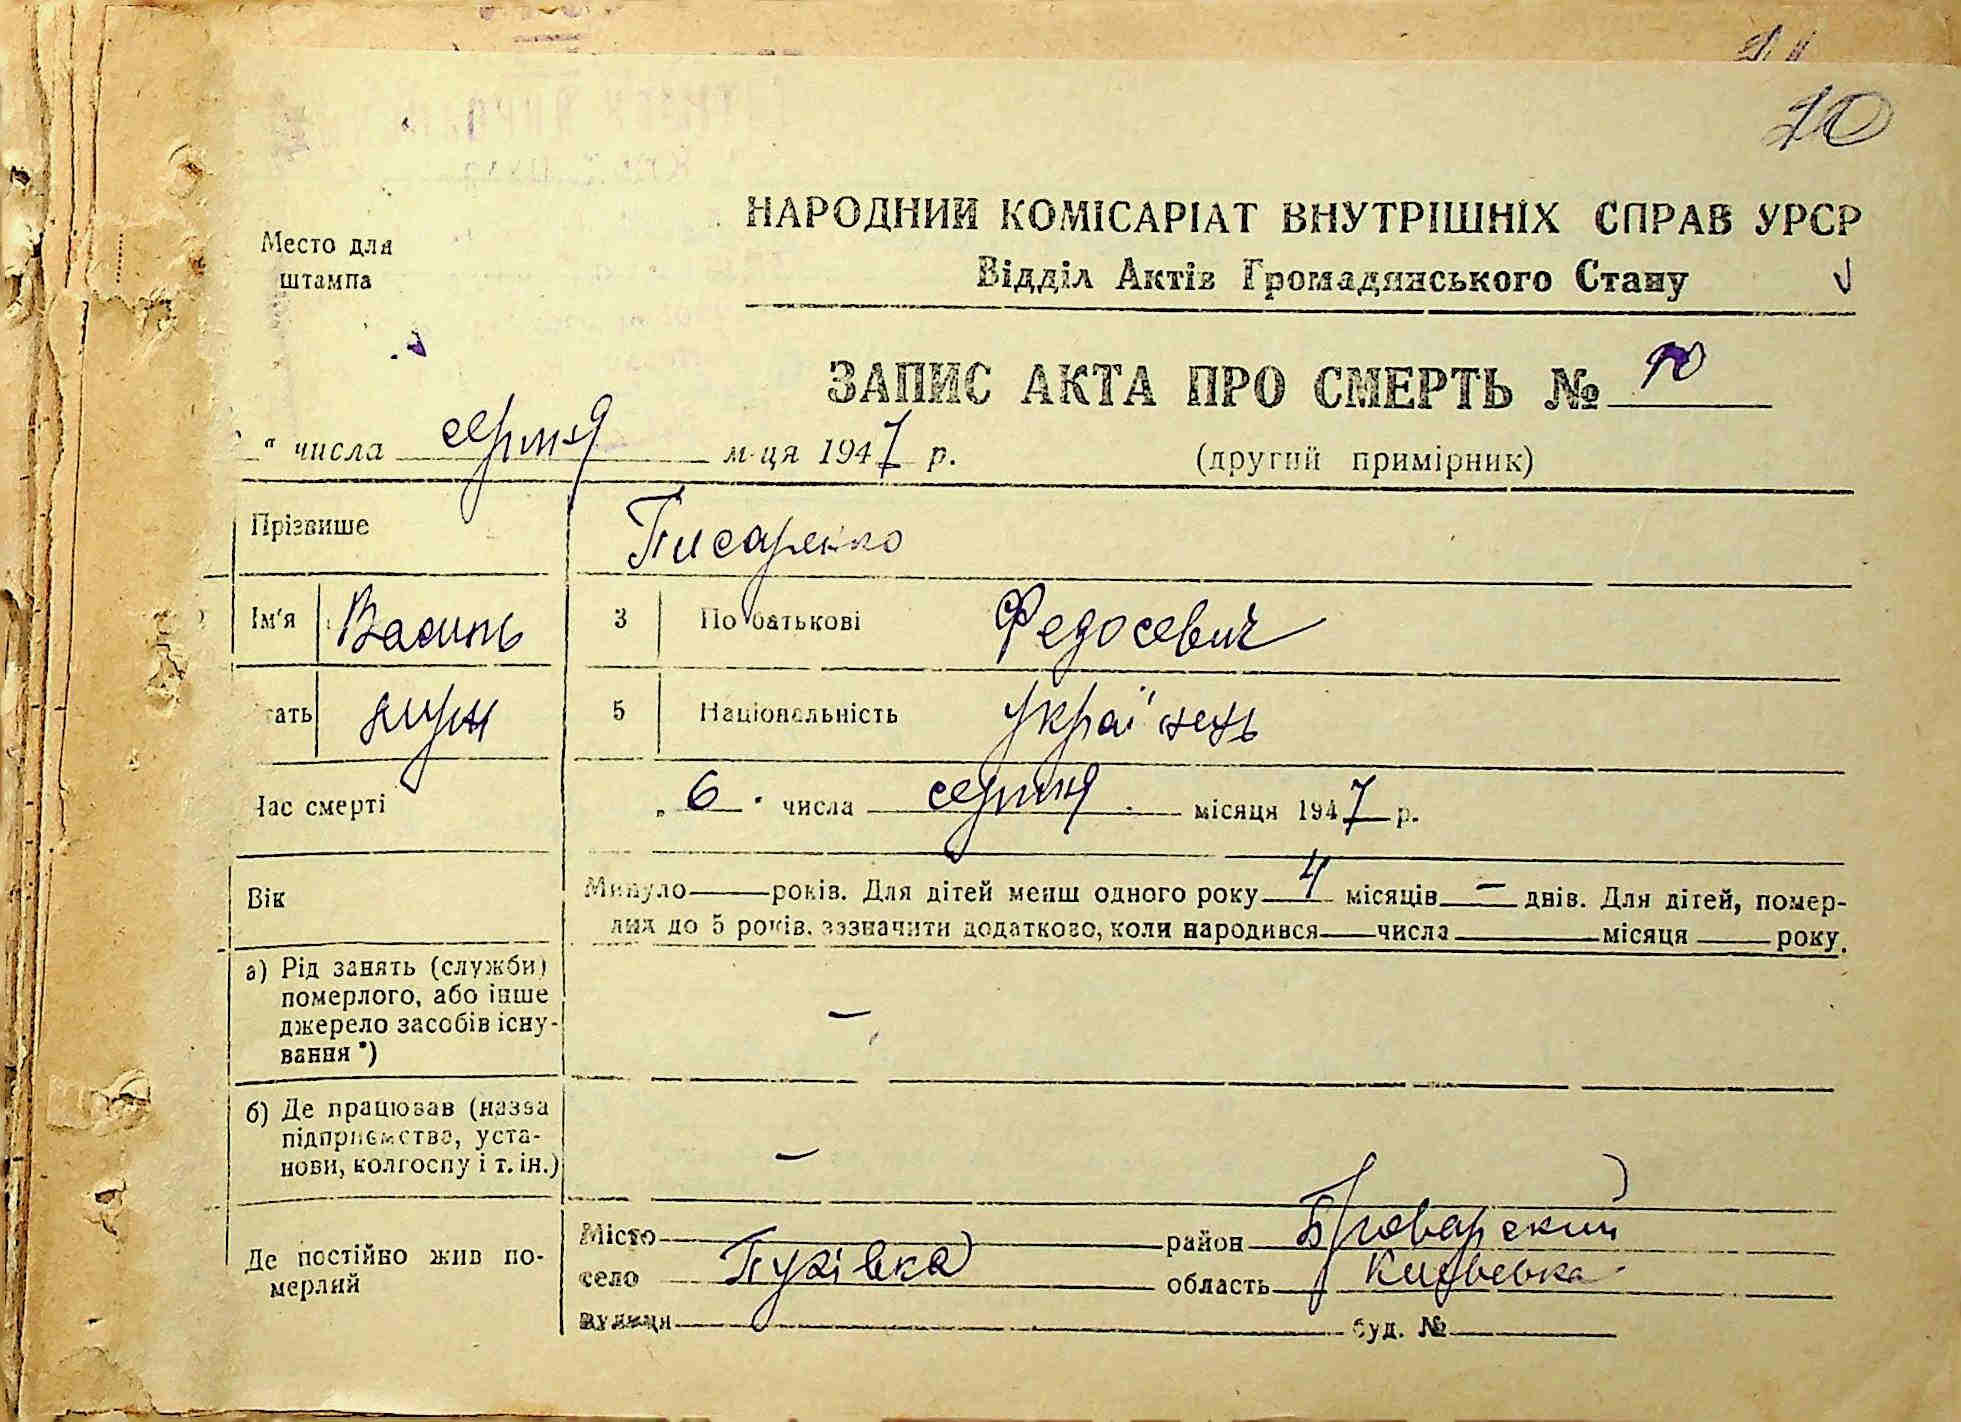 10
НАРОДНИЙ КОМІСАРІАТ ВНУТРІШНІХ СПРАВ УРСР
Место для
штампа
Відділ Актів Громадянського Стану
ЗАПИС АКТА ПРО СМЕРТЬ № 10
" числа серпня м-ця 1947 р.
(другий примірник)
Прізвише Писаренко
Ім'я Василь 3 По батькові Федосевич
тать муж 5 Національність українець
Час смерті „ 6 " числа серпня місяця 1947 р.
Вік
Минуло — років. Для дітей менш одного року 4 місяців — днів. Для дітей, помер-
лих до 5 років, зазначити додатково, коли народився — числа — місяця — року.
а) Рід занять (служби)
померлого, або інше
джерело засобів існу-
вання *)
—
б) Де працював (назва
підприємства, уста-
нови, колгоспу і т. ін.)
—
Де постійно жив по-
мерлий
Місто район Броварский
село Пухівка область Київська
вулиця буд. №